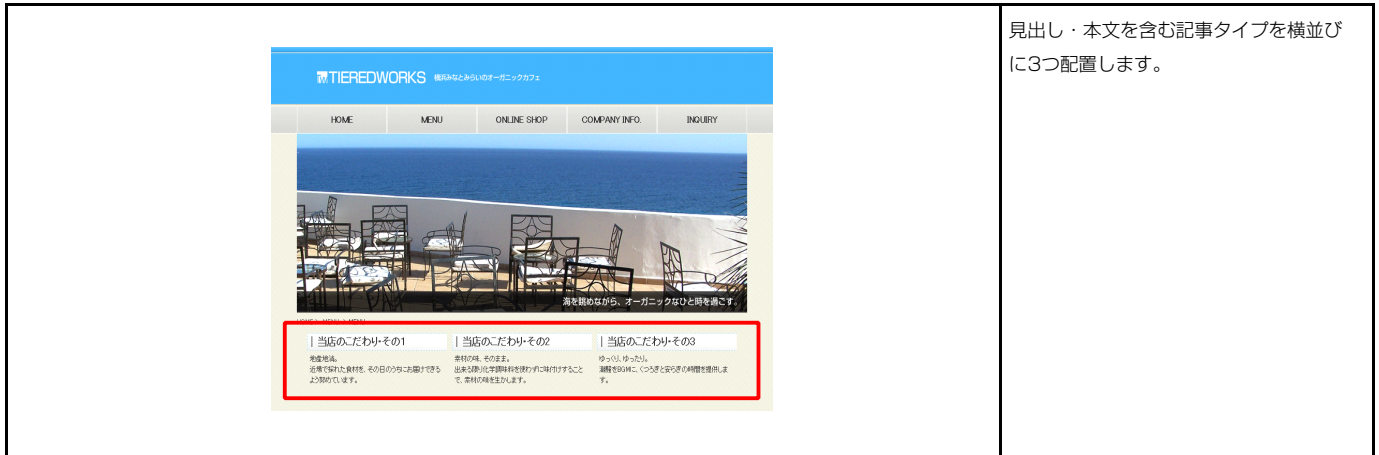 TIEREDWORKS 横浜みなとみらいのオーガニックカフェ
HOME MENU ONLINE SHOP COMPANY INFO. INQUIRY
海を眺めながら、オーガニックなひと時を過ごす。
HOME > MENU > MENU
|当店のこだわり・その1
地産地消。
近場で採れた食材を、その日のうちにお届けできる
よう努めています。
|当店のこだわり・その2
素材の味、そのまま。
出来る限り化学調味料を使わずに味付けすること
で、素材の味を生かします。
|当店のこだわり・その3
ゆっくり、ゆったり。
海騒をBGMに、くつろぎと安らぎの時間を提供しま
す。
見出し・本文を含む記事タイプを横並び
に3つ配置します。